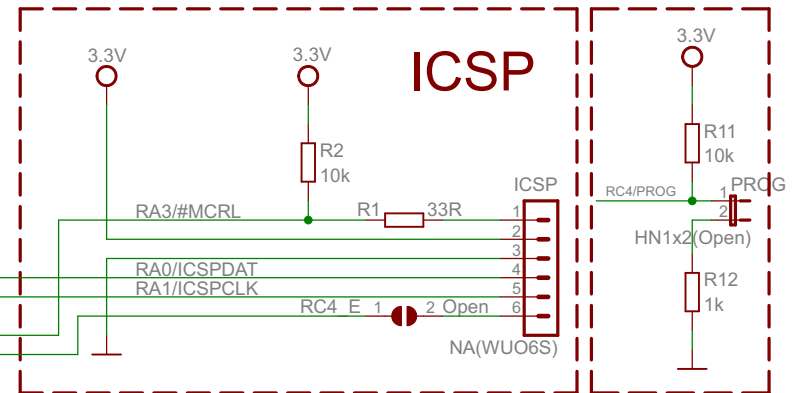 ICSP
3.3V
3.3V
3.3V
R2
10k
R11
10k
ICSP
RC4/PROG
1 PROG
2
RA3/#MCRL
R1 33R
1
2
HN1x2(Open)
3
RA0/ICSPDAT
4
RA1/ICSPCLK
5
R12
1k
RC4_E 1 2 Open
6
NA(WUO6S)